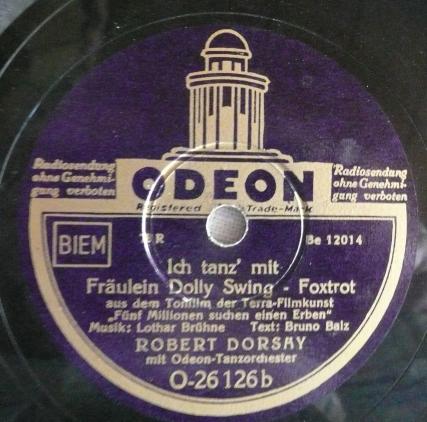 Radiosendung
ohne Genehmi-
gung verboten
ODEON
Radiosendung
ohne Genehmi-
gung verboten
Registered Trade-Mark
BIEM
R
Be 12014
Ich tanz' mit
Fräulein Dolly Swing - Foxtrot
aus dem Tonfilm der Terra-Filmkunst
„Fünf Millionen suchen einen Erben"
Musik: Lothar Brühne Text: Bruno Balz
ROBERT DORSAY
mit Odeon-Tanzorchester
O-26126b